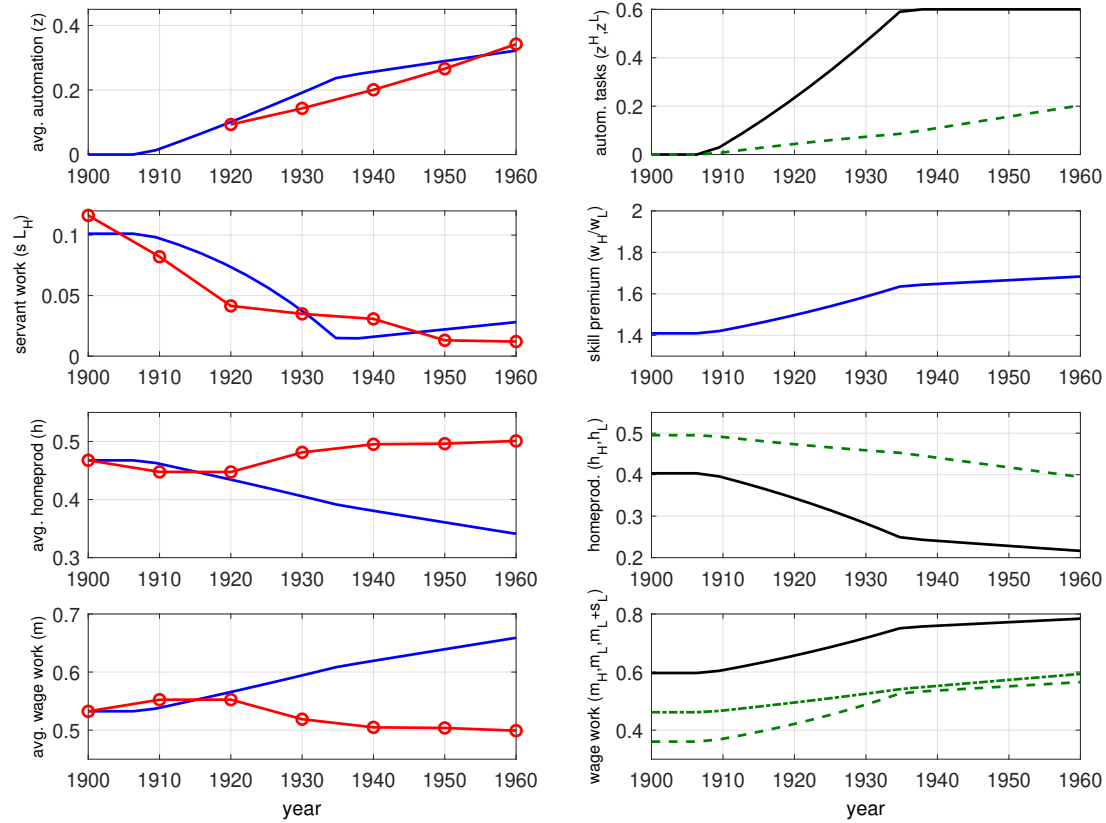 avg. automation (z)
0.4
0.2
0
1900 1910 1920 1930 1940 1950 1960
autom. tasks (z^H,z^L)
0.6
0.4
0.2
0
1900 1910 1920 1930 1940 1950 1960
servant work (s L_H)
0.1
0.05
0
1900 1910 1920 1930 1940 1950 1960
skill premium (w_H/w_L)
2
1.8
1.6
1.4
1900 1910 1920 1930 1940 1950 1960
avg. homeprod (h)
0.5
0.4
0.3
1900 1910 1920 1930 1940 1950 1960
homeprod. (h_H,h_L)
0.5
0.4
0.3
0.2
1900 1910 1920 1930 1940 1950 1960
avg. wage work (m)
0.7
0.6
0.5
1900 1910 1920 1930 1940 1950 1960
year
wage work (m_H,m_L,m_L+s_L)
0.8
0.6
0.4
1900 1910 1920 1930 1940 1950 1960
year